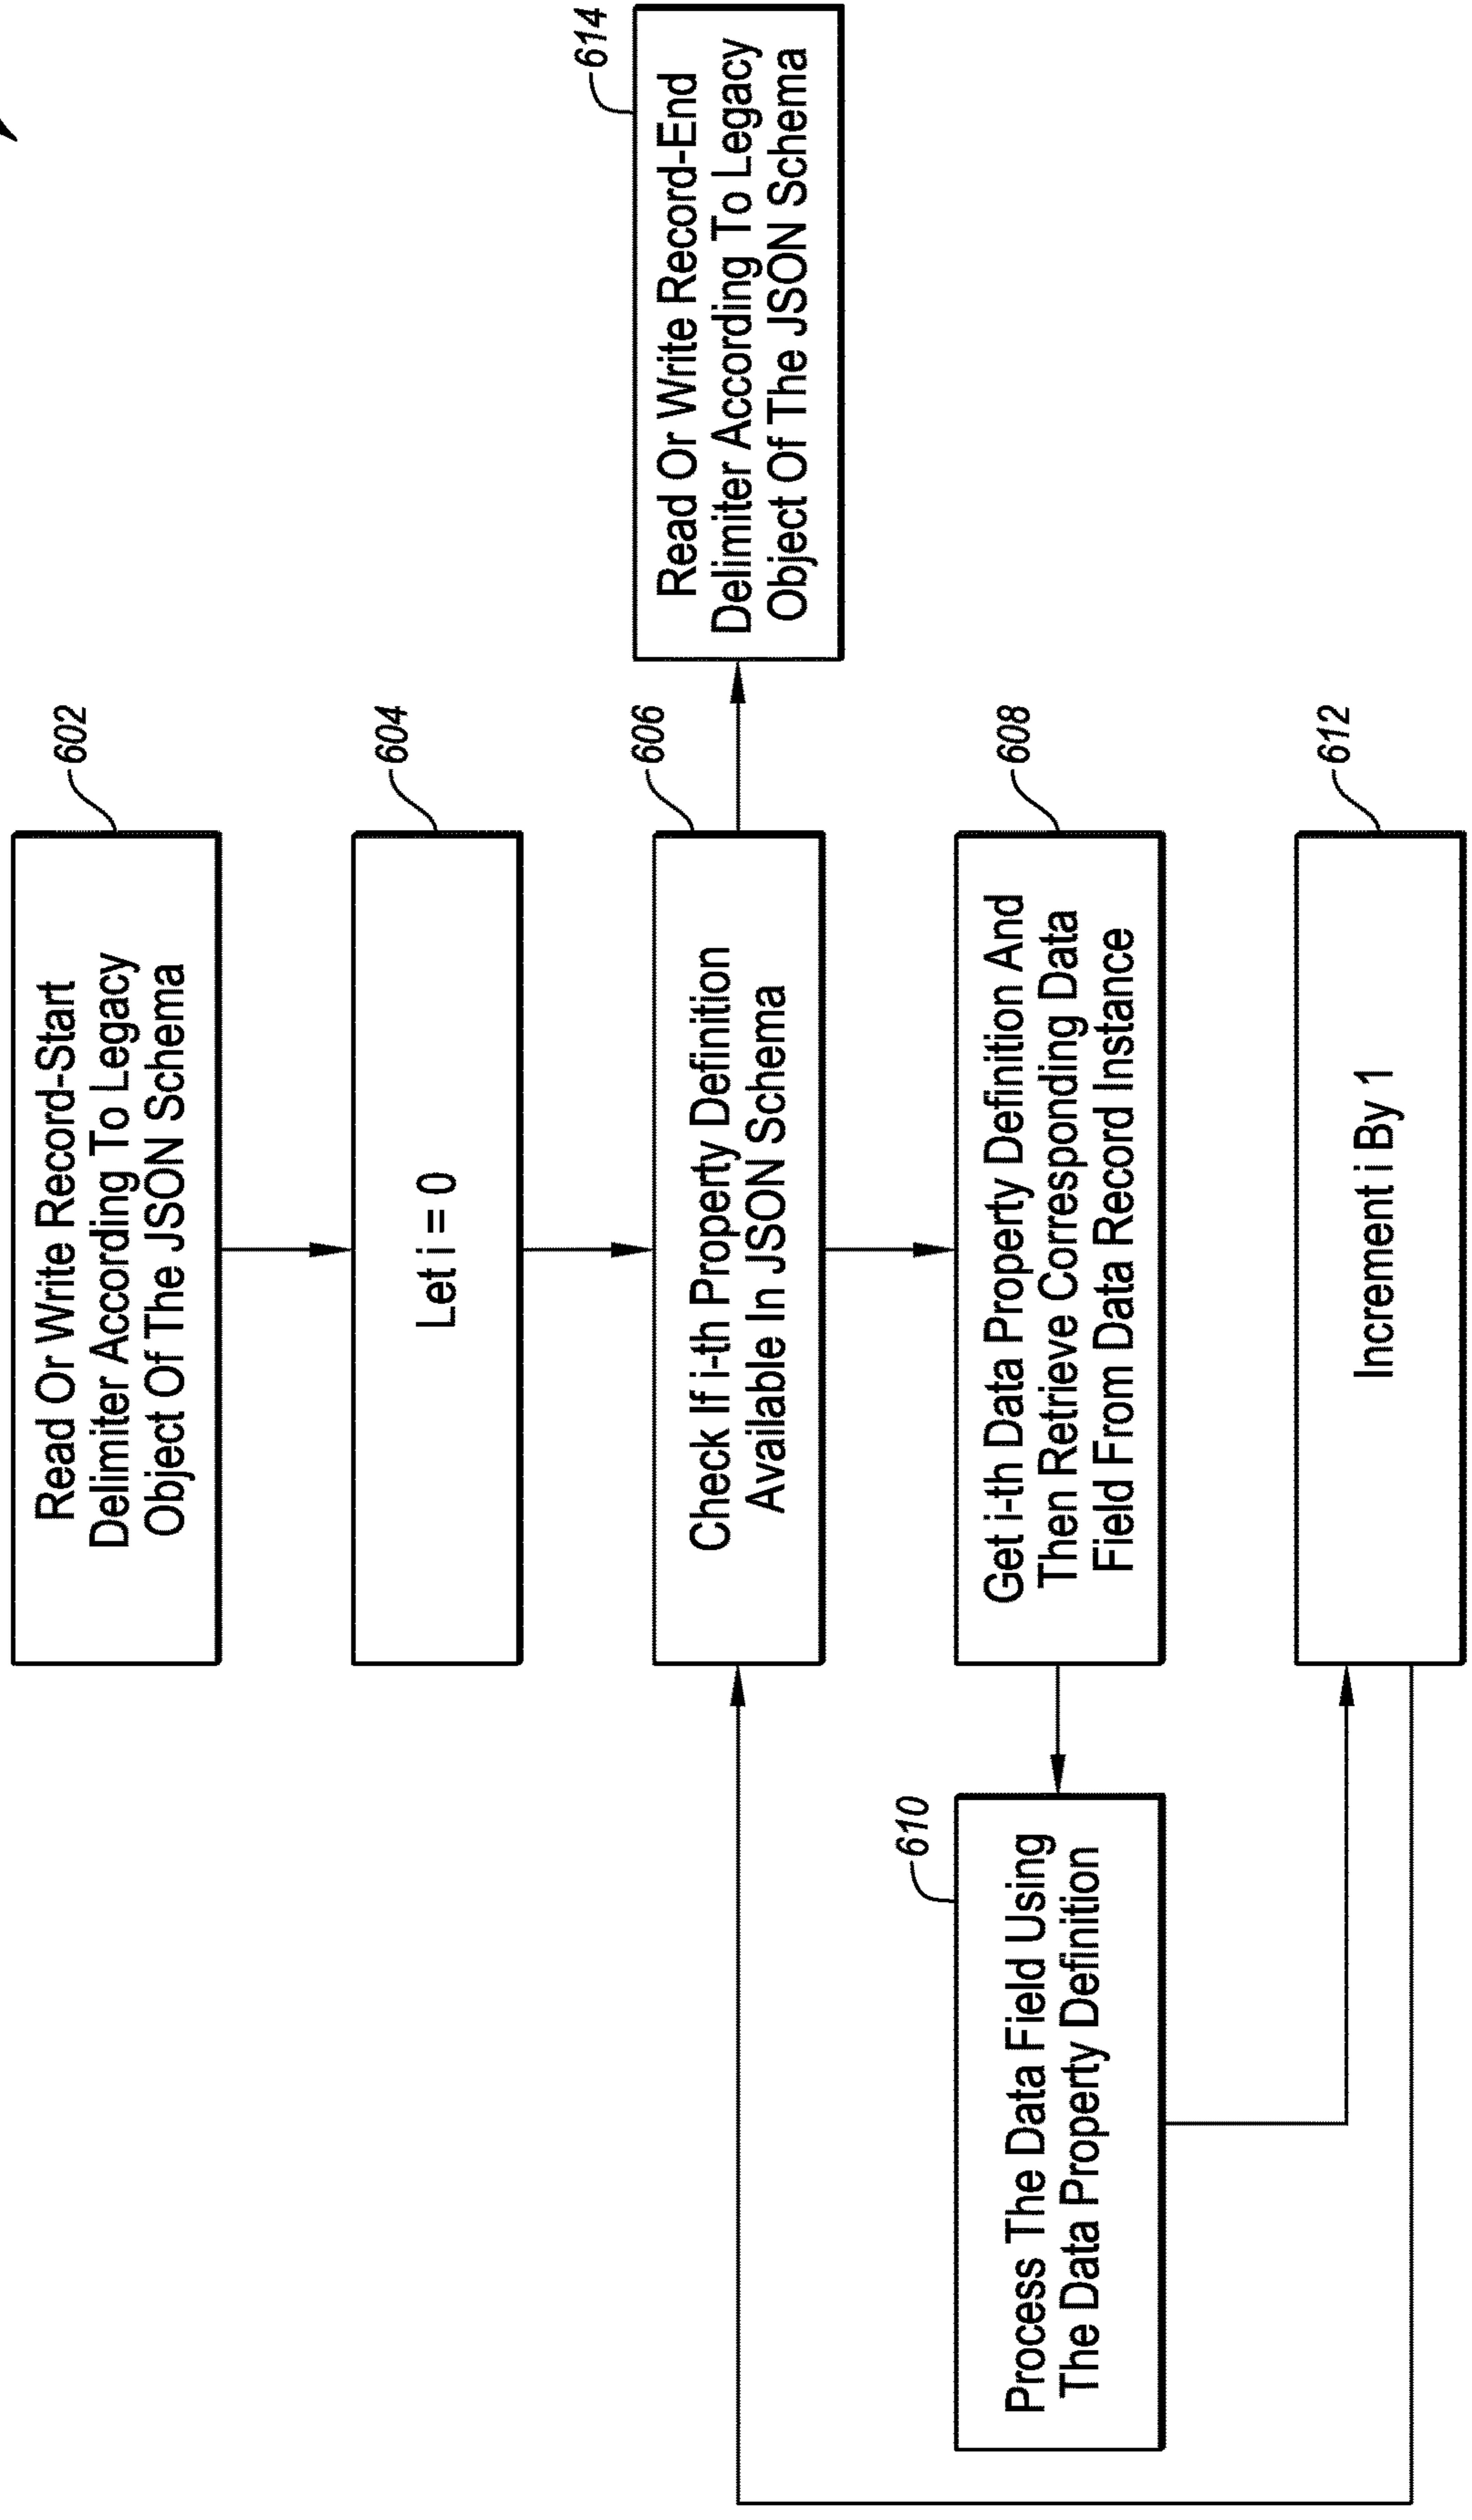 602
Read Or Write Record-Start
Delimiter According To Legacy
Object Of The JSON Schema
604
Let i = 0
606
Check If i-th Property Definition
Available In JSON Schema
614
Read Or Write Record-End
Delimiter According To Legacy
Object Of The JSON Schema
608
Get i-th Data Property Definition And
Then Retrieve Corresponding Data
Field From Data Record Instance
610
Process The Data Field Using
The Data Property Definition
612
Increment i By 1